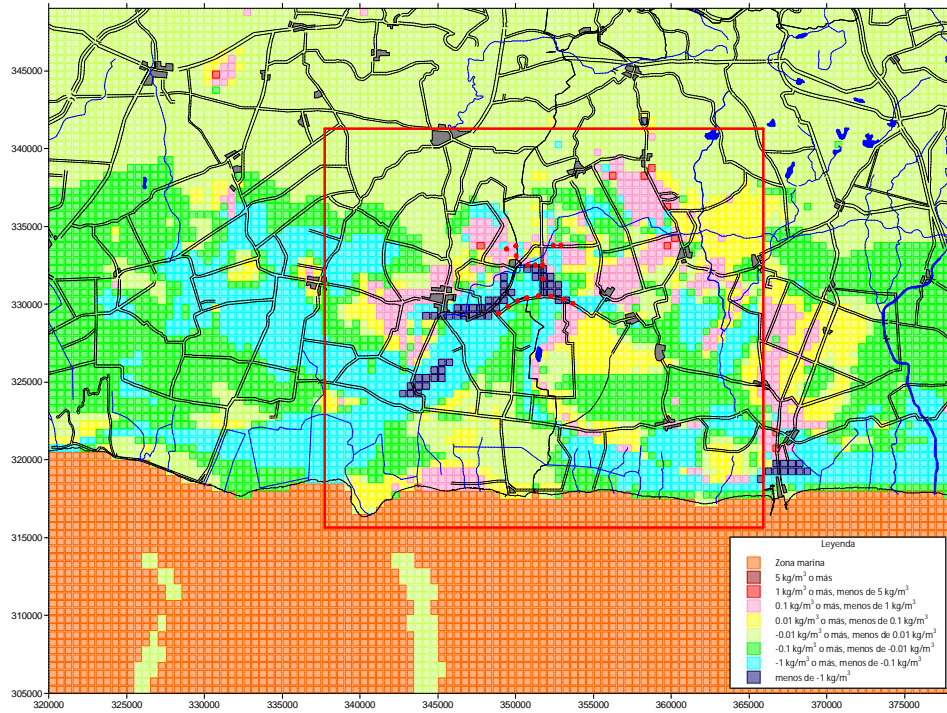 345000
340000
335000
330000
325000
320000
315000
310000
305000
320000 325000 330000 335000 340000 345000 350000 355000 360000 365000 370000 375000
Leyenda
Zona marina
5 kg/m³ o más
1 kg/m³ o más, menos de 5 kg/m³
0.1 kg/m³ o más, menos de 1 kg/m³
0.01 kg/m³ o más, menos de 0.1 kg/m³
-0.01 kg/m³ o más, menos de 0.01 kg/m³
-0.1 kg/m³ o más, menos de -0.01 kg/m³
-1 kg/m³ o más, menos de -0.1 kg/m³
menos de -1 kg/m³